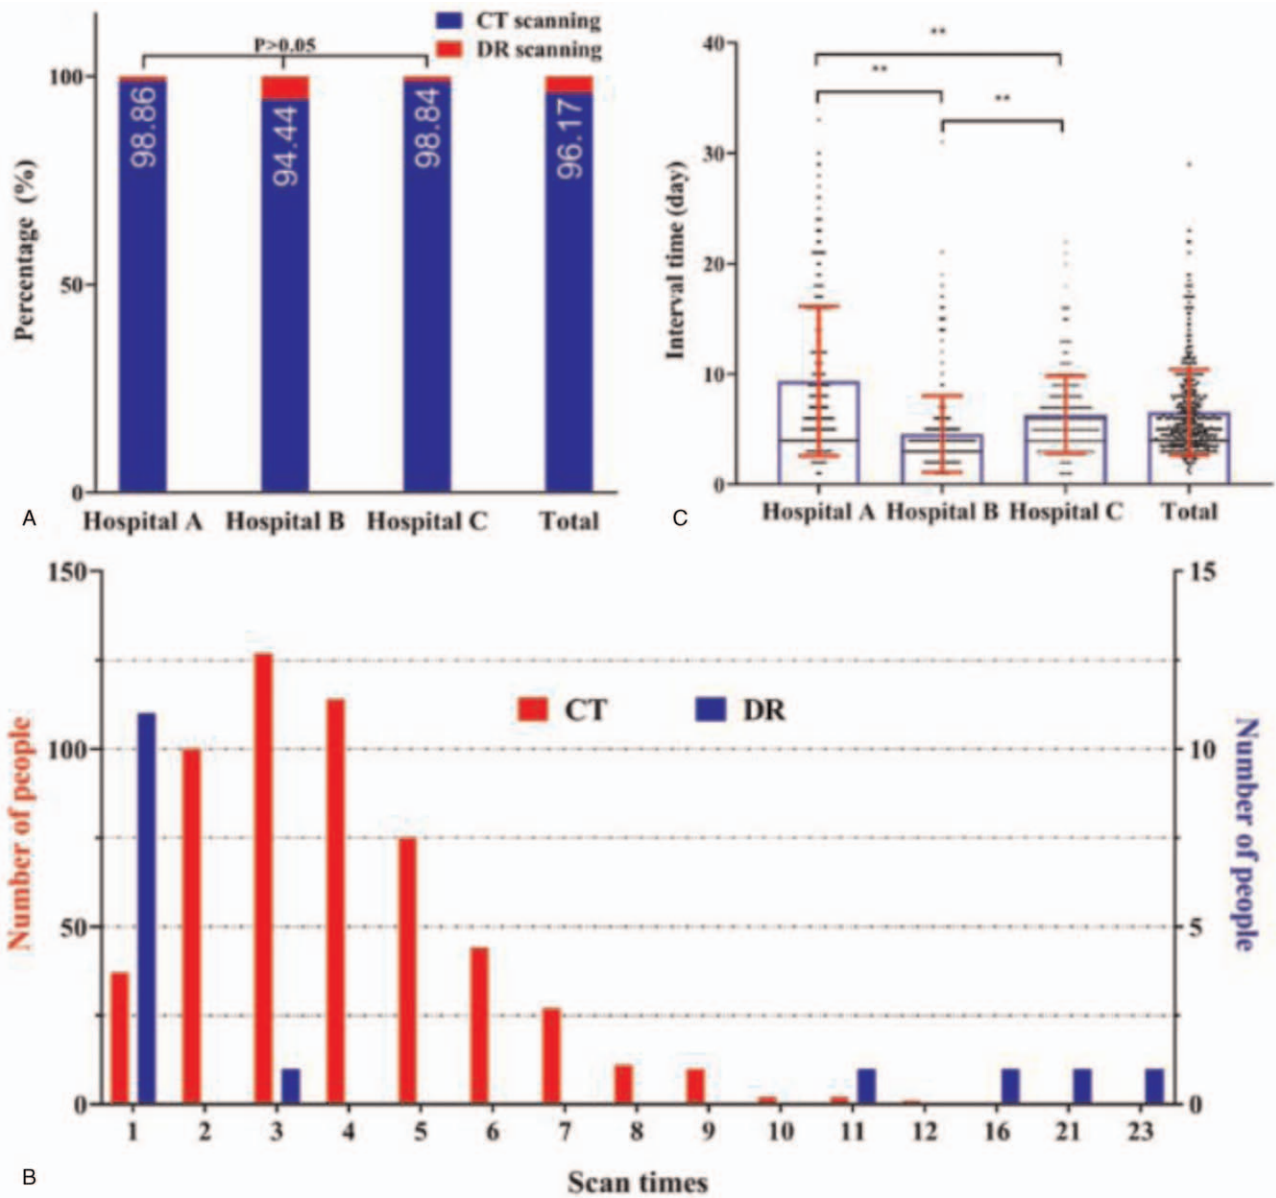 CT scanning
DR scanning
P>0.05
100
50
0
Percentage (%)
98.86
94.44
98.84
96.17
Hospital A Hospital B Hospital C Total
A
40
30
20
10
0
Interval time (day)
**
**
**
Hospital A Hospital B Hospital C Total
C
150
100
50
0
Number of people
CT DR
15
10
5
0
Number of people
1 2 3 4 5 6 7 8 9 10 11 12 16 21 23
Scan times
B